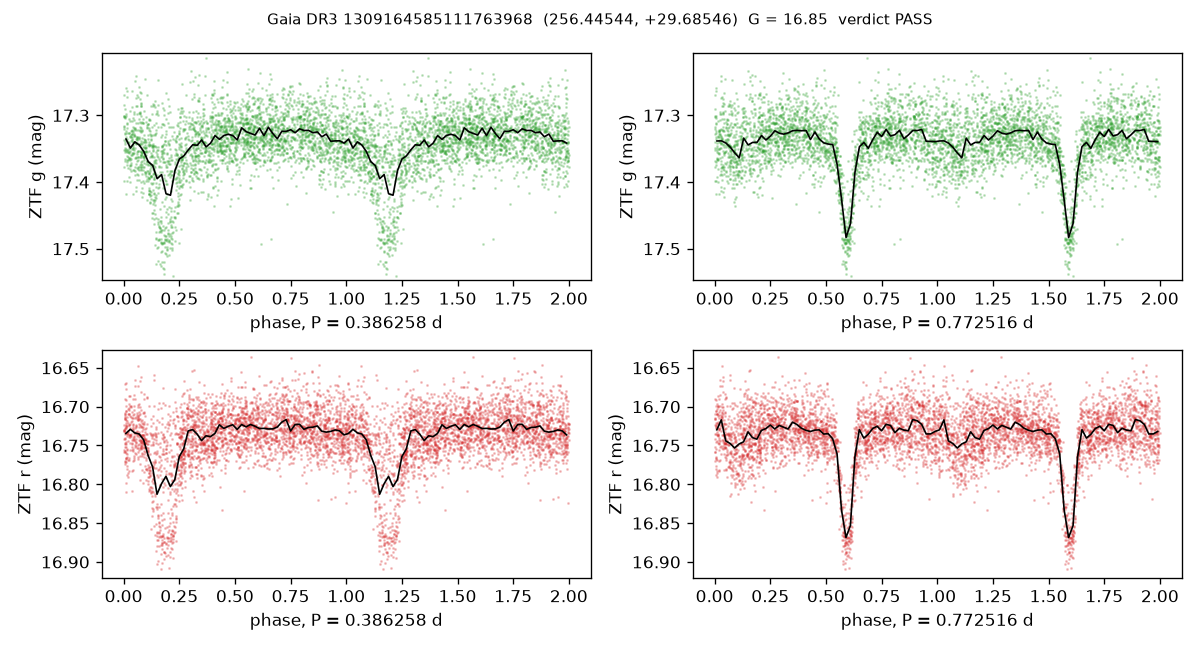 Gaia DR3 1309164585111763968  (256.44544, +29.68546)  G = 16.85  verdict PASS
ZTF g (mag)
17.3
17.4
17.5
0.00 0.25 0.50 0.75 1.00 1.25 1.50 1.75 2.00
phase, P = 0.386258 d
ZTF g (mag)
17.3
17.4
17.5
0.00 0.25 0.50 0.75 1.00 1.25 1.50 1.75 2.00
phase, P = 0.772516 d
ZTF r (mag)
16.65
16.70
16.75
16.80
16.85
16.90
0.00 0.25 0.50 0.75 1.00 1.25 1.50 1.75 2.00
phase, P = 0.386258 d
ZTF r (mag)
16.65
16.70
16.75
16.80
16.85
16.90
0.00 0.25 0.50 0.75 1.00 1.25 1.50 1.75 2.00
phase, P = 0.772516 d